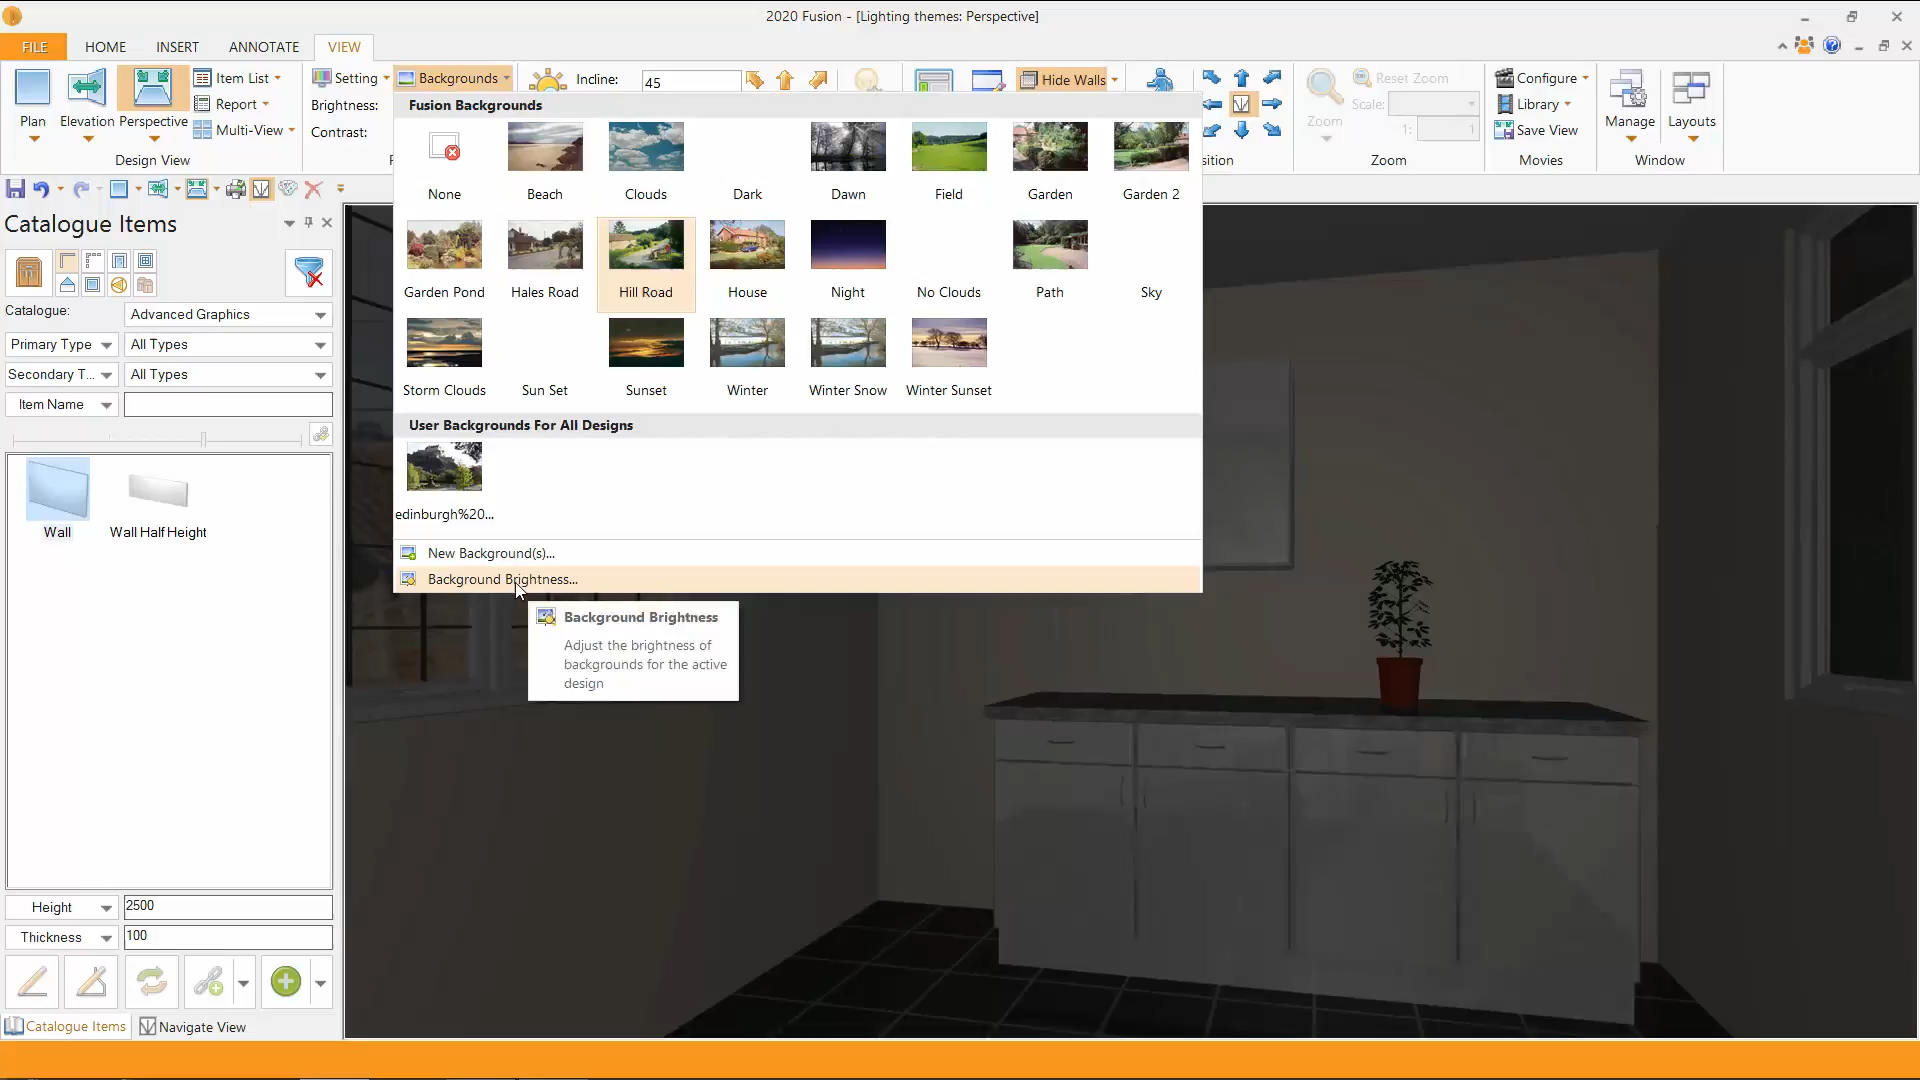 2020 Fusion - [Lighting themes: Perspective]
FILE
HOME
INSERT
ANNOTATE
VIEW
Plan
Elevation
Perspective
Item List
Report
Multi-View
Design View
Setting
Backgrounds
Brightness:
Contrast:
Incline:
45
Hide Walls
sition
Zoom
Reset Zoom
Scale:
1:
1
Zoom
Configure
Library
Save View
Movies
Manage
Layouts
Window
Fusion Backgrounds
None
Beach
Clouds
Dark
Dawn
Field
Garden
Garden 2
Garden Pond
Hales Road
Hill Road
House
Night
No Clouds
Path
Sky
Storm Clouds
Sun Set
Sunset
Winter
Winter Snow
Winter Sunset
User Backgrounds For All Designs
edinburgh%20...
New Background(s)...
Background Brightness...
Background Brightness
Adjust the brightness of
backgrounds for the active
design
Catalogue Items
Catalogue:
Advanced Graphics
Primary Type
All Types
Secondary T...
All Types
Item Name
Wall
Wall Half Height
Height
2500
Thickness
100
Catalogue Items
Navigate View